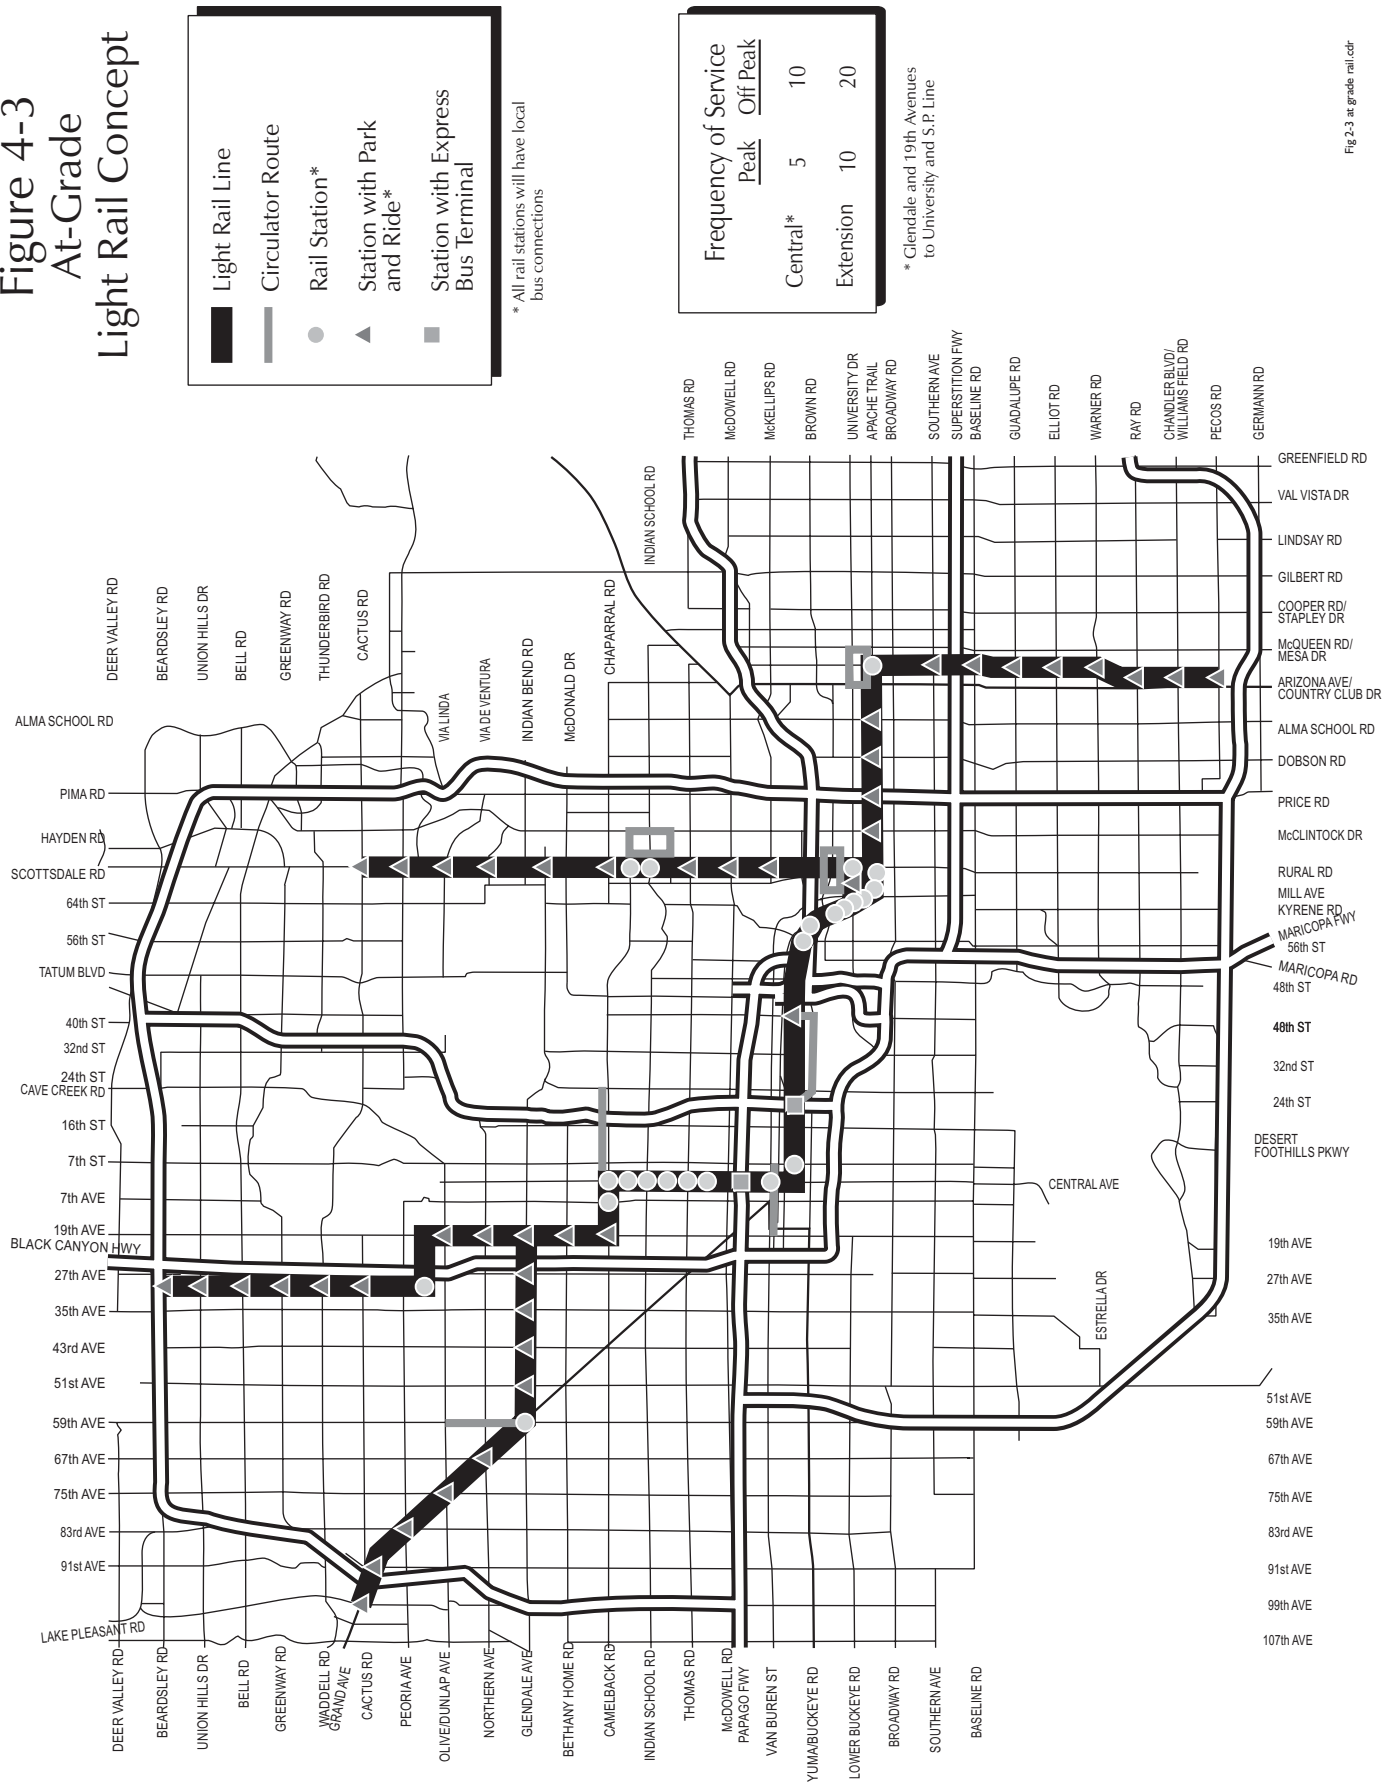 Figure 4-3
At-Grade
Light Rail Concept
Light Rail Line
Circulator Route
Rail Station*
Station with Park
and Ride*
Station with Express
Bus Terminal
* All rail stations will have local
bus connections
Frequency of Service
Peak Off Peak
Central* 5 10
Extension 10 20
* Glendale and 19th Avenues
to University and S.P. Line
Fig 2-3 at grade rail.cdr
THOMAS RD
McDOWELL RD
McKELLIPS RD
BROWN RD
UNIVERSITY DR
APACHE TRAIL
BROADWAY RD
SOUTHERN AVE
SUPERSTITION FWY
BASELINE RD
GUADALUPE RD
ELLIOT RD
WARNER RD
RAY RD
CHANDLER BLVD/
WILLIAMS FIELD RD
PECOS RD
GERMANN RD
DEER VALLEY RD
BEARDSLEY RD
UNION HILLS DR
BELL RD
GREENWAY RD
THUNDERBIRD RD
CACTUS RD
VIA LINDA
VIA DE VENTURA
INDIAN BEND RD
McDONALD DR
CHAPARRAL RD
INDIAN SCHOOL RD
GREENFIELD RD
VAL VISTA DR
LINDSAY RD
GILBERT RD
COOPER RD/
STAPLEY DR
McQUEEN RD/
MESA DR
ARIZONA AVE/
COUNTRY CLUB DR
ALMA SCHOOL RD
DOBSON RD
PRICE RD
McCLINTOCK DR
RURAL RD
MILL AVE
KYRENE RD
MARICOPA FWY
56th ST
MARICOPA RD
48th ST
48th ST
32nd ST
24th ST
DESERT
FOOTHILLS PKWY
CENTRAL AVE
19th AVE
27th AVE
ESTRELLA DR
35th AVE
51st AVE
59th AVE
67th AVE
75th AVE
83rd AVE
91st AVE
99th AVE
107th AVE
ALMA SCHOOL RD
PIMA RD
HAYDEN RD
SCOTTSDALE RD
64th ST
56th ST
TATUM BLVD
40th ST
32nd ST
24th ST
CAVE CREEK RD
16th ST
7th ST
7th AVE
19th AVE
BLACK CANYON HWY
27th AVE
35th AVE
43rd AVE
51st AVE
59th AVE
67th AVE
75th AVE
83rd AVE
91st AVE
LAKE PLEASANT RD
DEER VALLEY RD
BEARDSLEY RD
UNION HILLS DR
BELL RD
GREENWAY RD
WADDELL RD
GRAND AVE
CACTUS RD
PEORIA AVE
OLIVE/DUNLAP AVE
NORTHERN AVE
GLENDALE AVE
BETHANY HOME RD
CAMELBACK RD
INDIAN SCHOOL RD
THOMAS RD
McDOWELL RD
PAPAGO FWY
VAN BUREN ST
YUMA/BUCKEYE RD
LOWER BUCKEYE RD
BROADWAY RD
SOUTHERN AVE
BASELINE RD